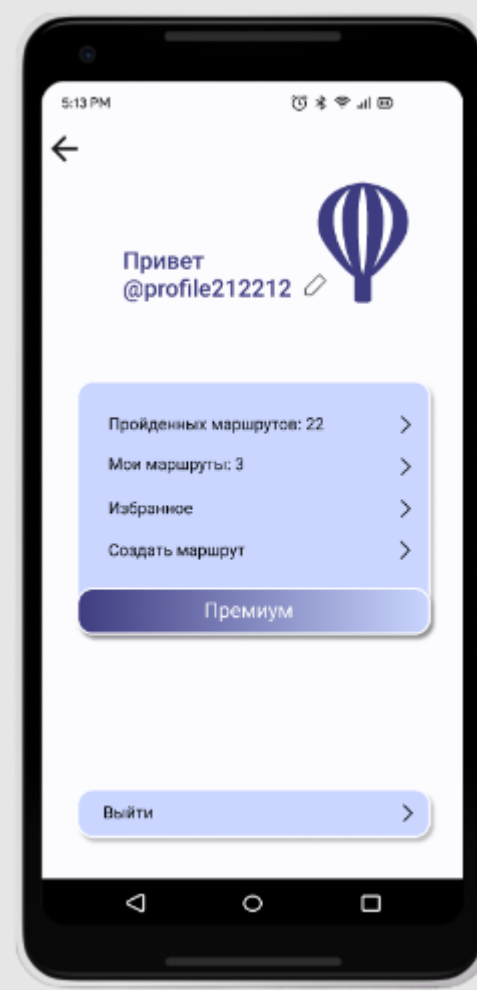 5:13 PM
Привет
@profile212212
Пройденных маршрутов: 22
Мои маршруты: 3
Избранное
Создать маршрут
Премиум
Выйти